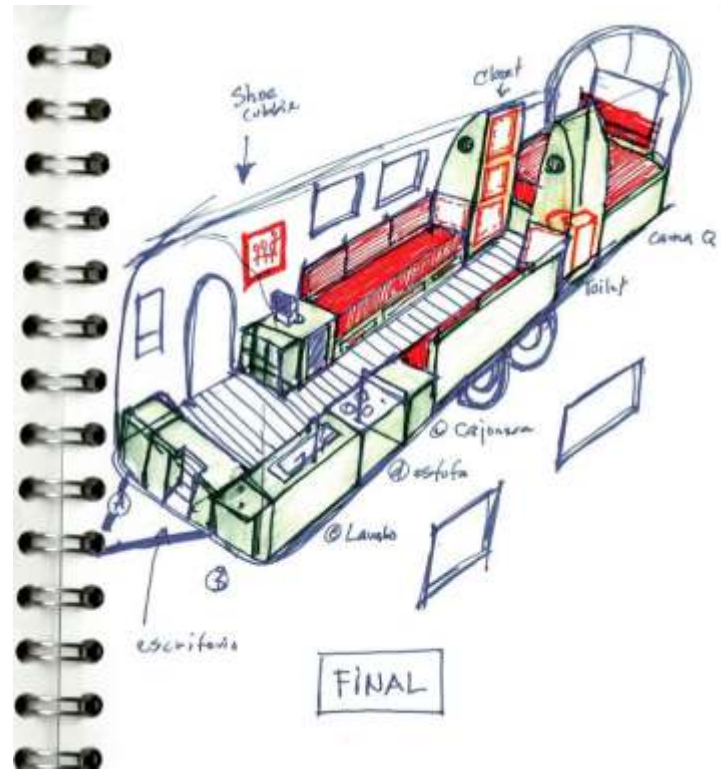 Shoe
cubbie
Closet
cama Q
Toilet
@ Cajonera
d estufa
@ Lavabo
A
B
escritorio
FINAL